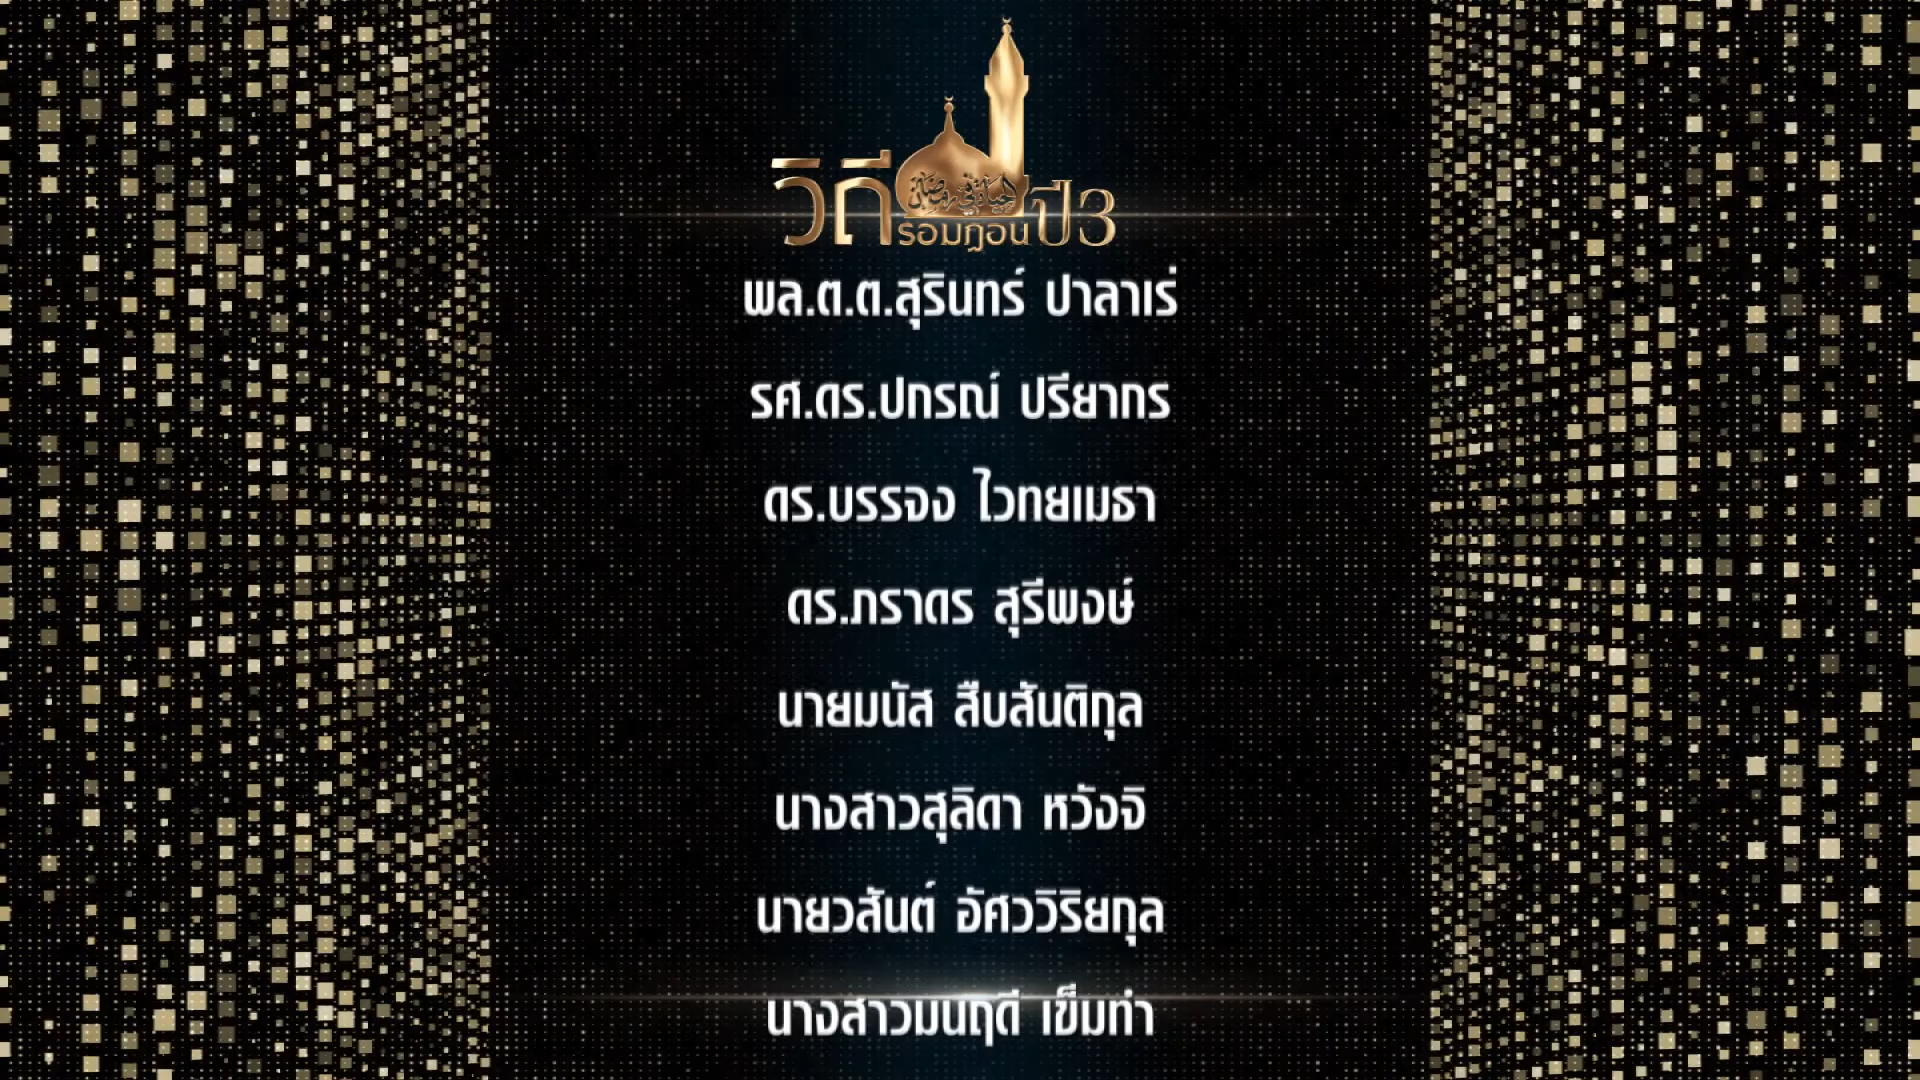 วิถี
الحياة في رمضان
รอมฎอน ปี3
พล.ต.ต.สุรินทร์ ปาลาเร่
รศ.ดร.ปกรณ์ ปรียากร
ดร.บรรจง ไวทยเมธา
ดร.ภราดร สุรีพงษ์
นายมนัส สืบสันติกุล
นางสาวสุลิดา หวังจิ
นายวสันต์ อัศววิริยกุล
นางสาวมนฤดี เข็มทำ